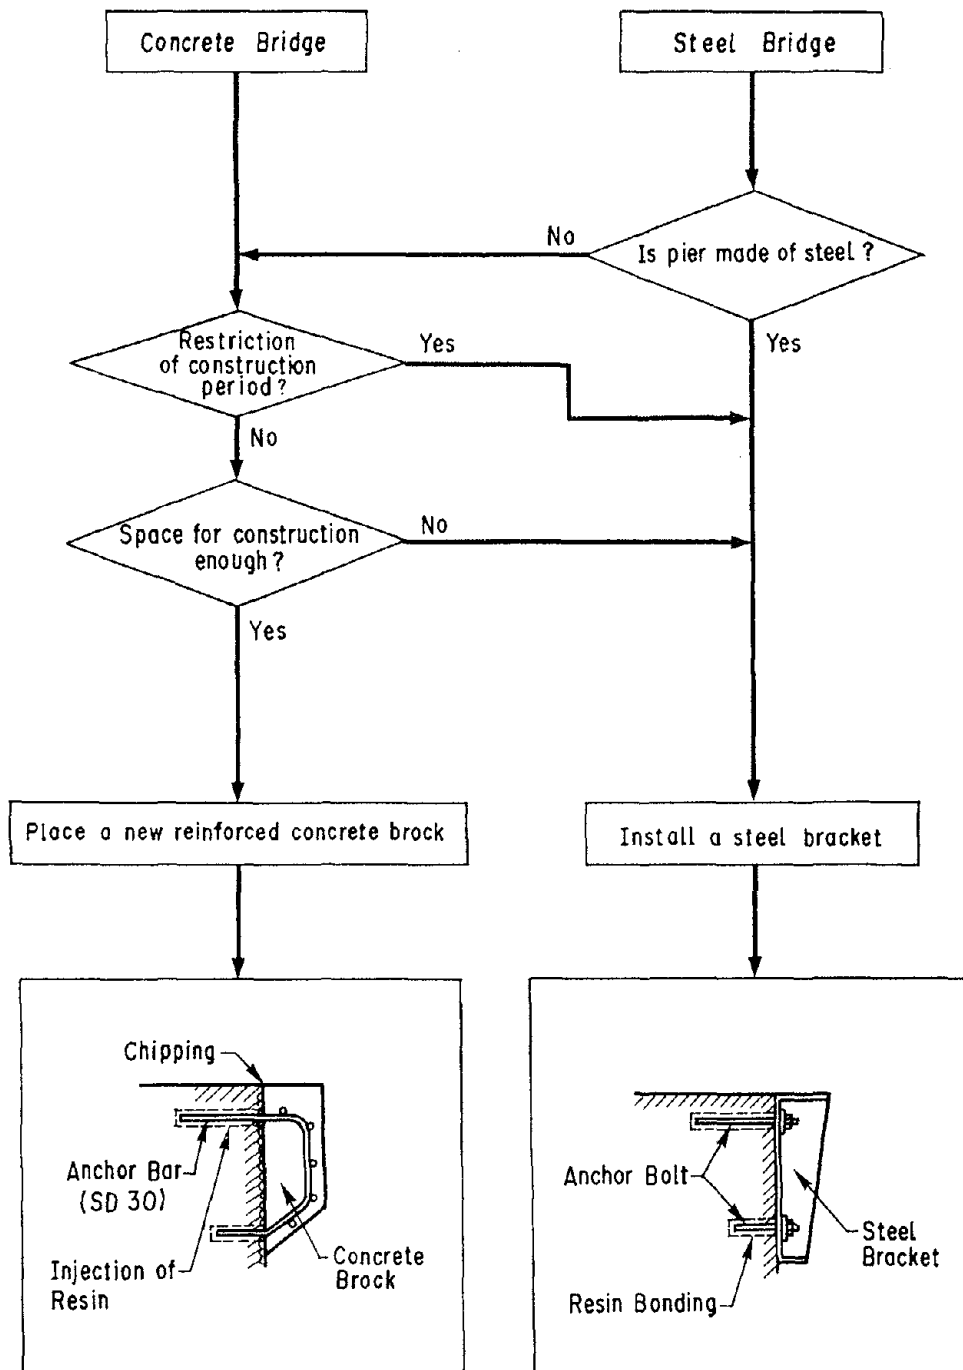 Concrete Bridge
Steel Bridge
No
Is pier made of steel ?
Yes
Restriction
of construction
period ?
Yes
No
Space for construction
enough ?
No
Yes
Place a new reinforced concrete brock
Install a steel bracket
Chipping
Anchor Bar
(SD 30)
Injection of
Resin
Concrete
Brock
Anchor Bolt
Steel
Bracket
Resin Bonding